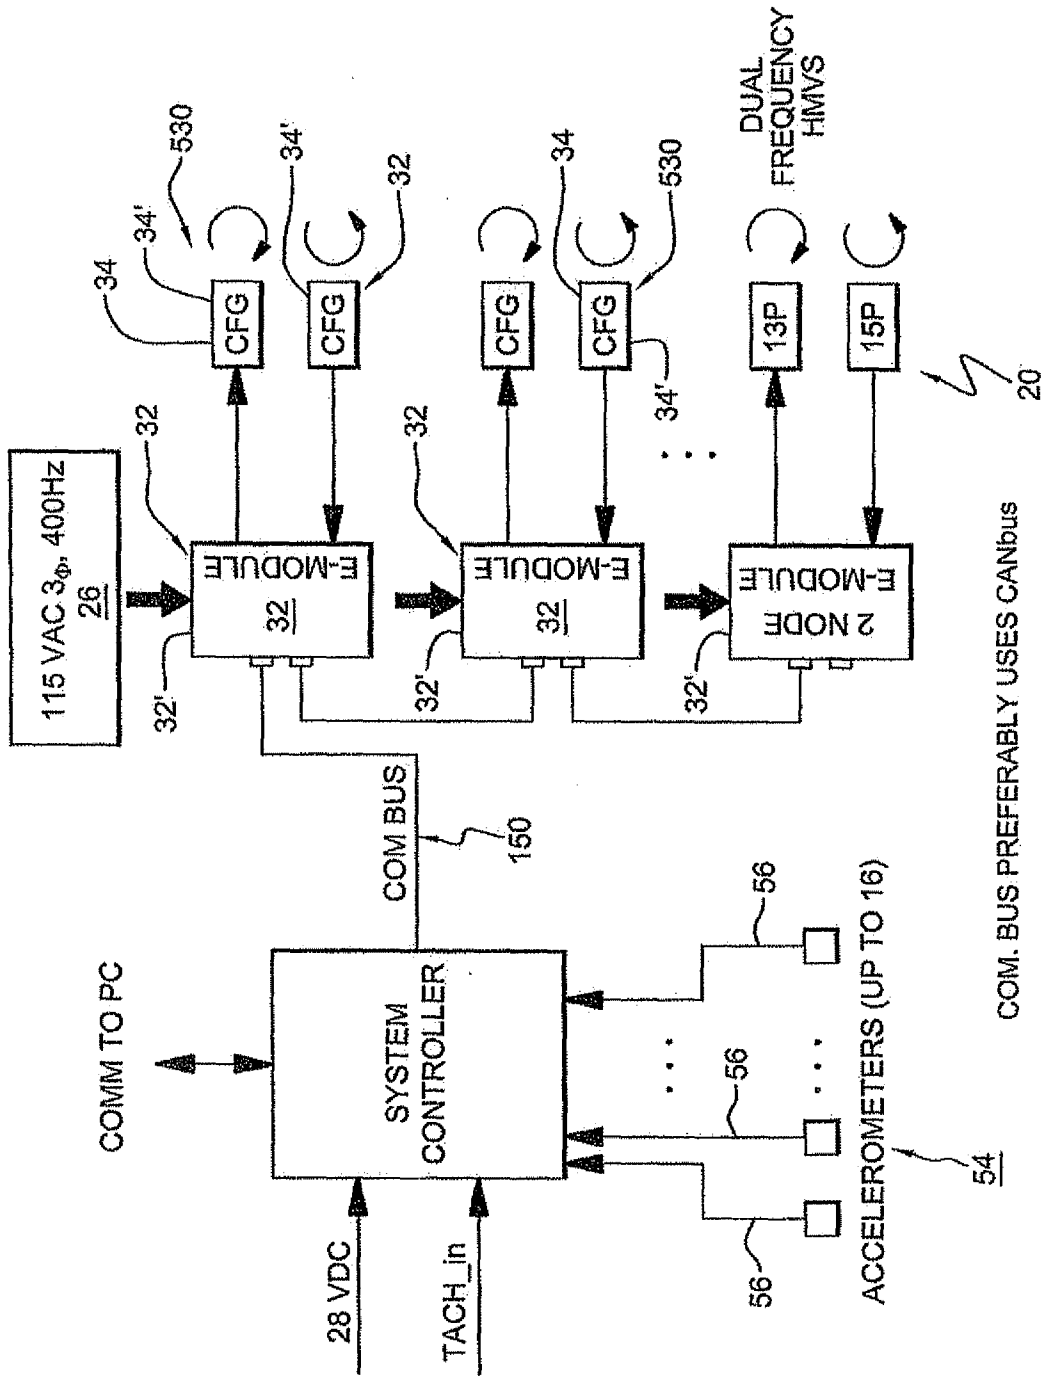 115 VAC 3Φ, 400Hz
26
32
32'
E-MODULE
32
34
34'
530
CFG
34'
CFG
32
32
32'
E-MODULE
32
CFG
34
CFG
530
34'
32'
E-MODULE
2 NODE
13P
15P
DUAL
FREQUENCY
HMVS
20
COM BUS
150
COMM TO PC
SYSTEM
CONTROLLER
28 VDC
TACH_in
56
56
56
ACCELEROMETERS (UP TO 16)
54
COM. BUS PREFERABLY USES CANbus